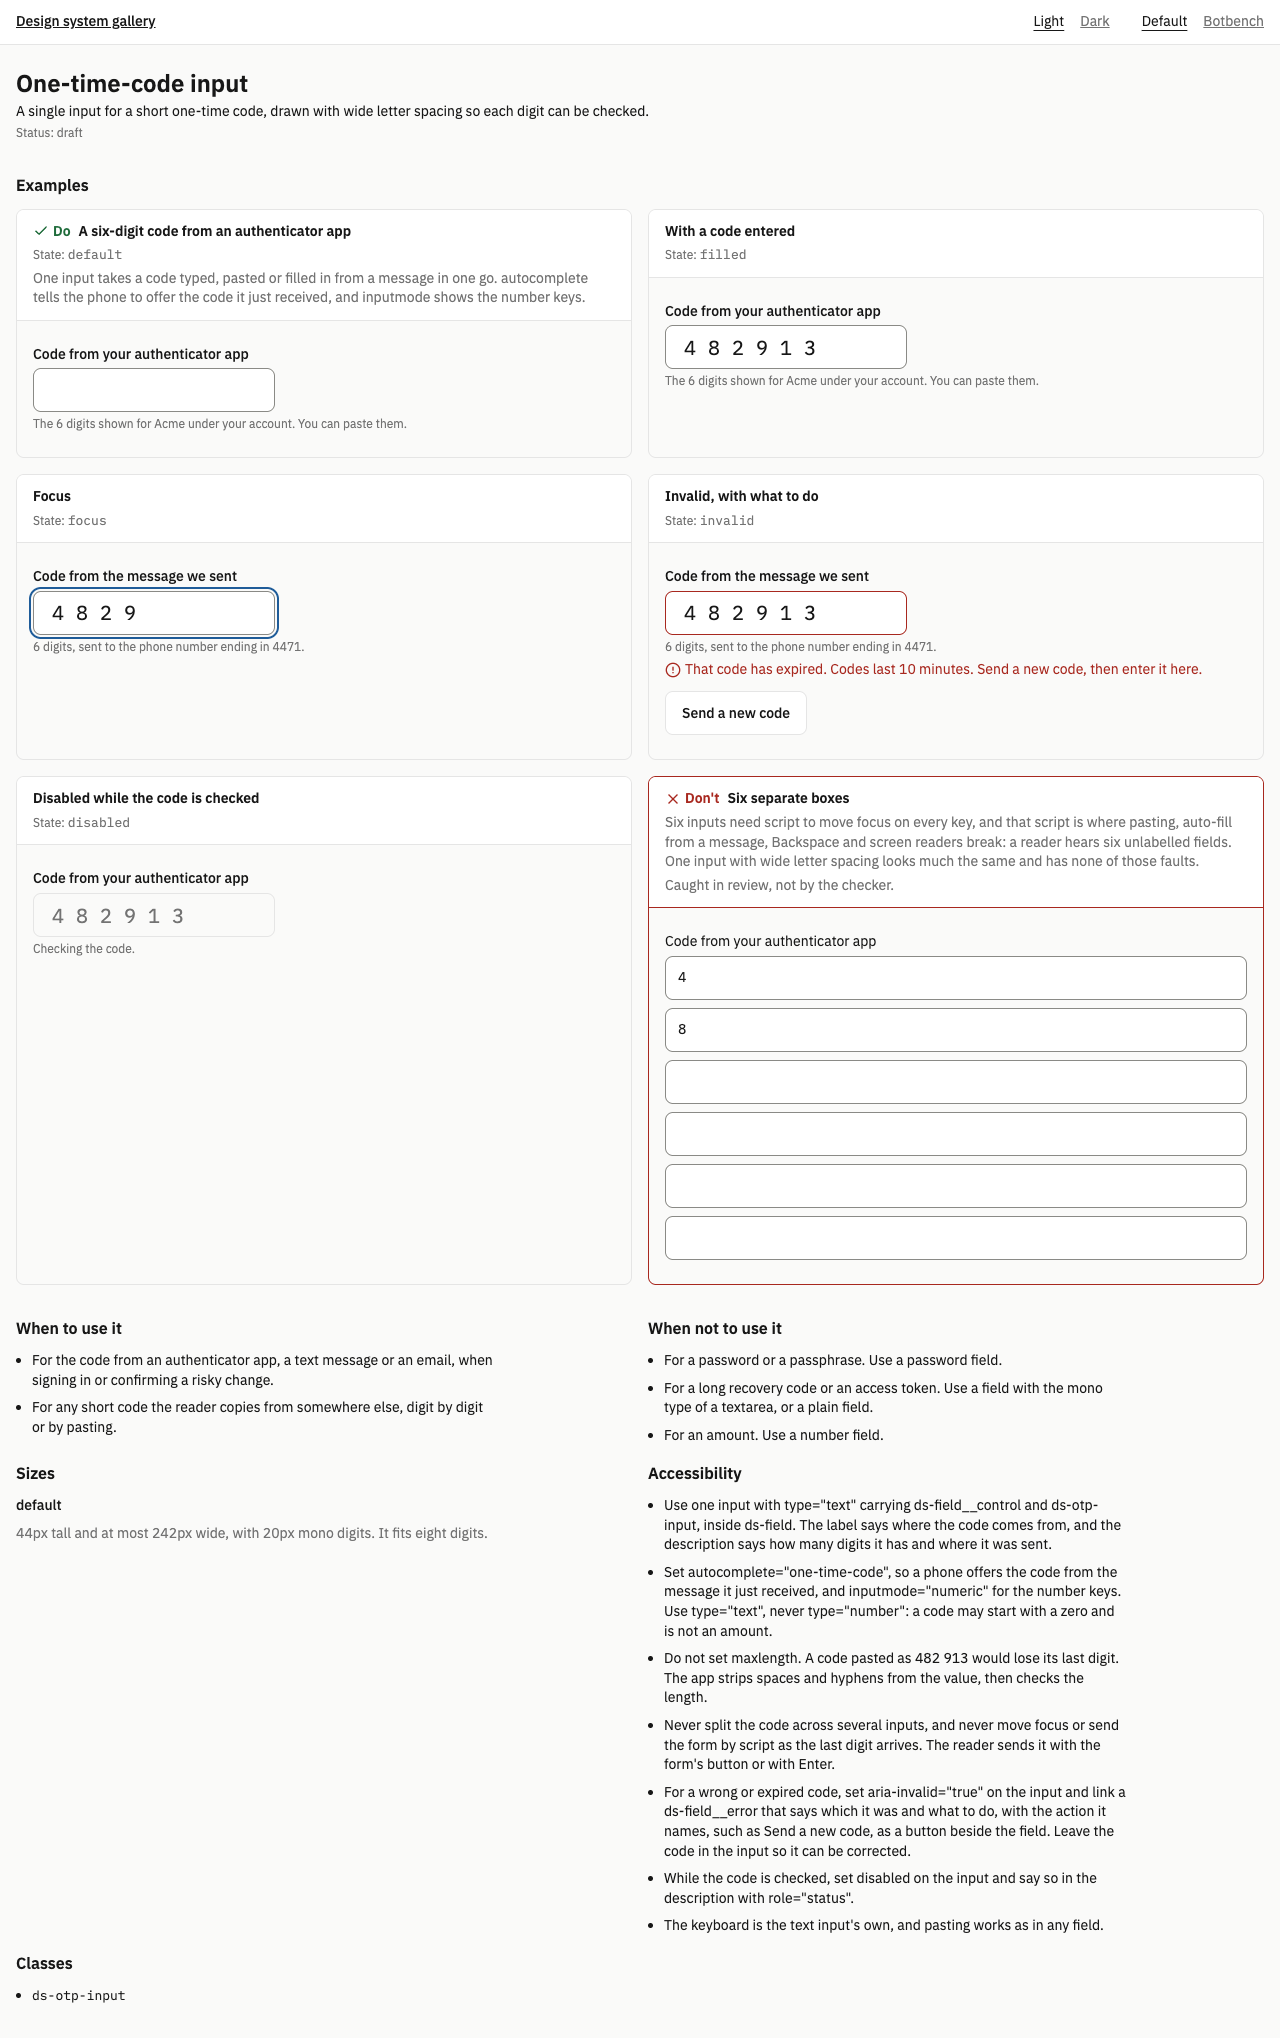 Design system gallery
Light Dark Default Botbench
One-time-code input
A single input for a short one-time code, drawn with wide letter spacing so each digit can be checked.
Status: draft
Examples
Do A six-digit code from an authenticator app
State: default
One input takes a code typed, pasted or filled in from a message in one go. autocomplete
tells the phone to offer the code it just received, and inputmode shows the number keys.
Code from your authenticator app
The 6 digits shown for Acme under your account. You can paste them.
With a code entered
State: filled
Code from your authenticator app
4 8 2 9 1 3
The 6 digits shown for Acme under your account. You can paste them.
Focus
State: focus
Code from the message we sent
4 8 2 9
6 digits, sent to the phone number ending in 4471.
Invalid, with what to do
State: invalid
Code from the message we sent
4 8 2 9 1 3
6 digits, sent to the phone number ending in 4471.
That code has expired. Codes last 10 minutes. Send a new code, then enter it here.
Send a new code
Disabled while the code is checked
State: disabled
Code from your authenticator app
4 8 2 9 1 3
Checking the code.
Don't Six separate boxes
Six inputs need script to move focus on every key, and that script is where pasting, auto-fill
from a message, Backspace and screen readers break: a reader hears six unlabelled fields.
One input with wide letter spacing looks much the same and has none of those faults.
Caught in review, not by the checker.
Code from your authenticator app
4
8
When to use it
For the code from an authenticator app, a text message or an email, when
signing in or confirming a risky change.
For any short code the reader copies from somewhere else, digit by digit
or by pasting.
When not to use it
For a password or a passphrase. Use a password field.
For a long recovery code or an access token. Use a field with the mono
type of a textarea, or a plain field.
For an amount. Use a number field.
Sizes
default
44px tall and at most 242px wide, with 20px mono digits. It fits eight digits.
Accessibility
Use one input with type="text" carrying ds-field__control and ds-otp-
input, inside ds-field. The label says where the code comes from, and the
description says how many digits it has and where it was sent.
Set autocomplete="one-time-code", so a phone offers the code from the
message it just received, and inputmode="numeric" for the number keys.
Use type="text", never type="number": a code may start with a zero and
is not an amount.
Do not set maxlength. A code pasted as 482 913 would lose its last digit.
The app strips spaces and hyphens from the value, then checks the
length.
Never split the code across several inputs, and never move focus or send
the form by script as the last digit arrives. The reader sends it with the
form's button or with Enter.
For a wrong or expired code, set aria-invalid="true" on the input and link a
ds-field__error that says which it was and what to do, with the action it
names, such as Send a new code, as a button beside the field. Leave the
code in the input so it can be corrected.
While the code is checked, set disabled on the input and say so in the
description with role="status".
The keyboard is the text input's own, and pasting works as in any field.
Classes
ds-otp-input